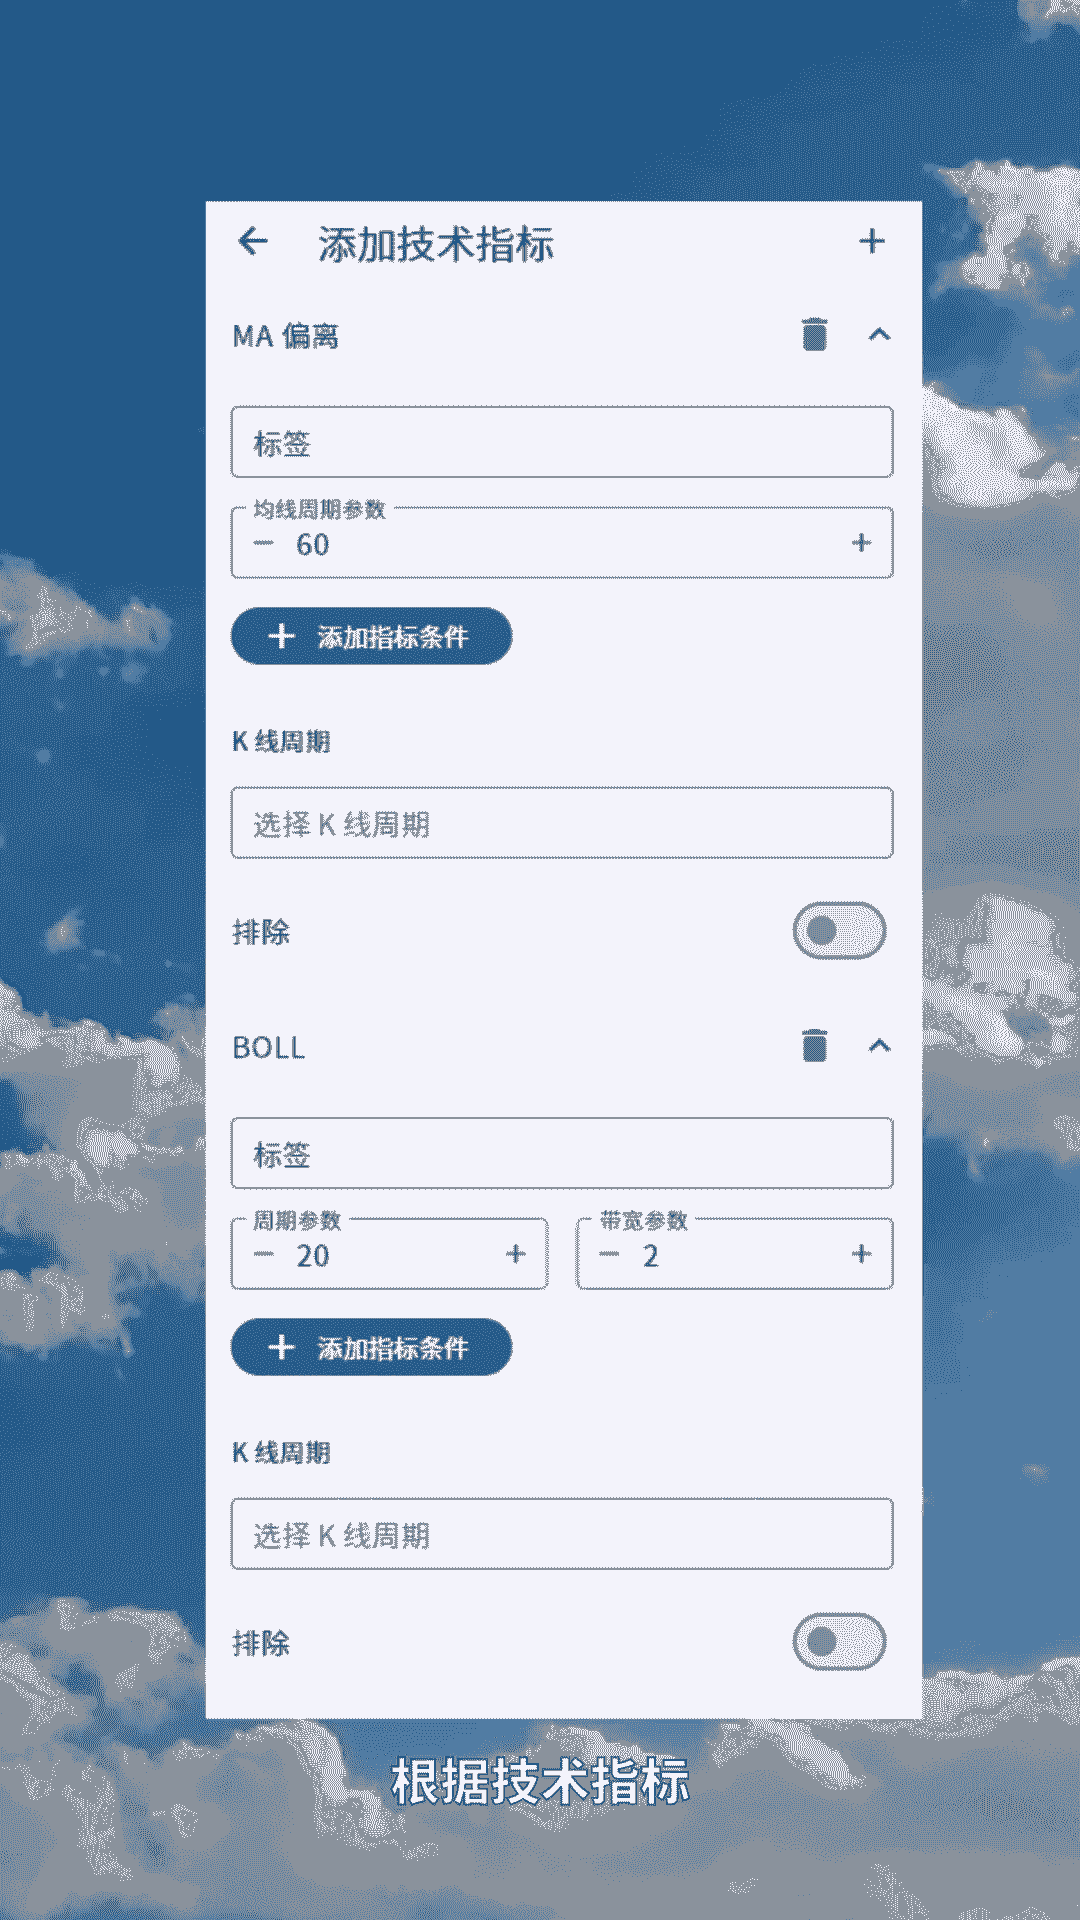 添加技术指标
MA 偏离
标签
均线周期参数
60
添加指标条件
K 线周期
选择 K 线周期
排除
BOLL
标签
周期参数 带宽参数
20 2
添加指标条件
K 线周期
选择 K 线周期
排除
根据技术指标